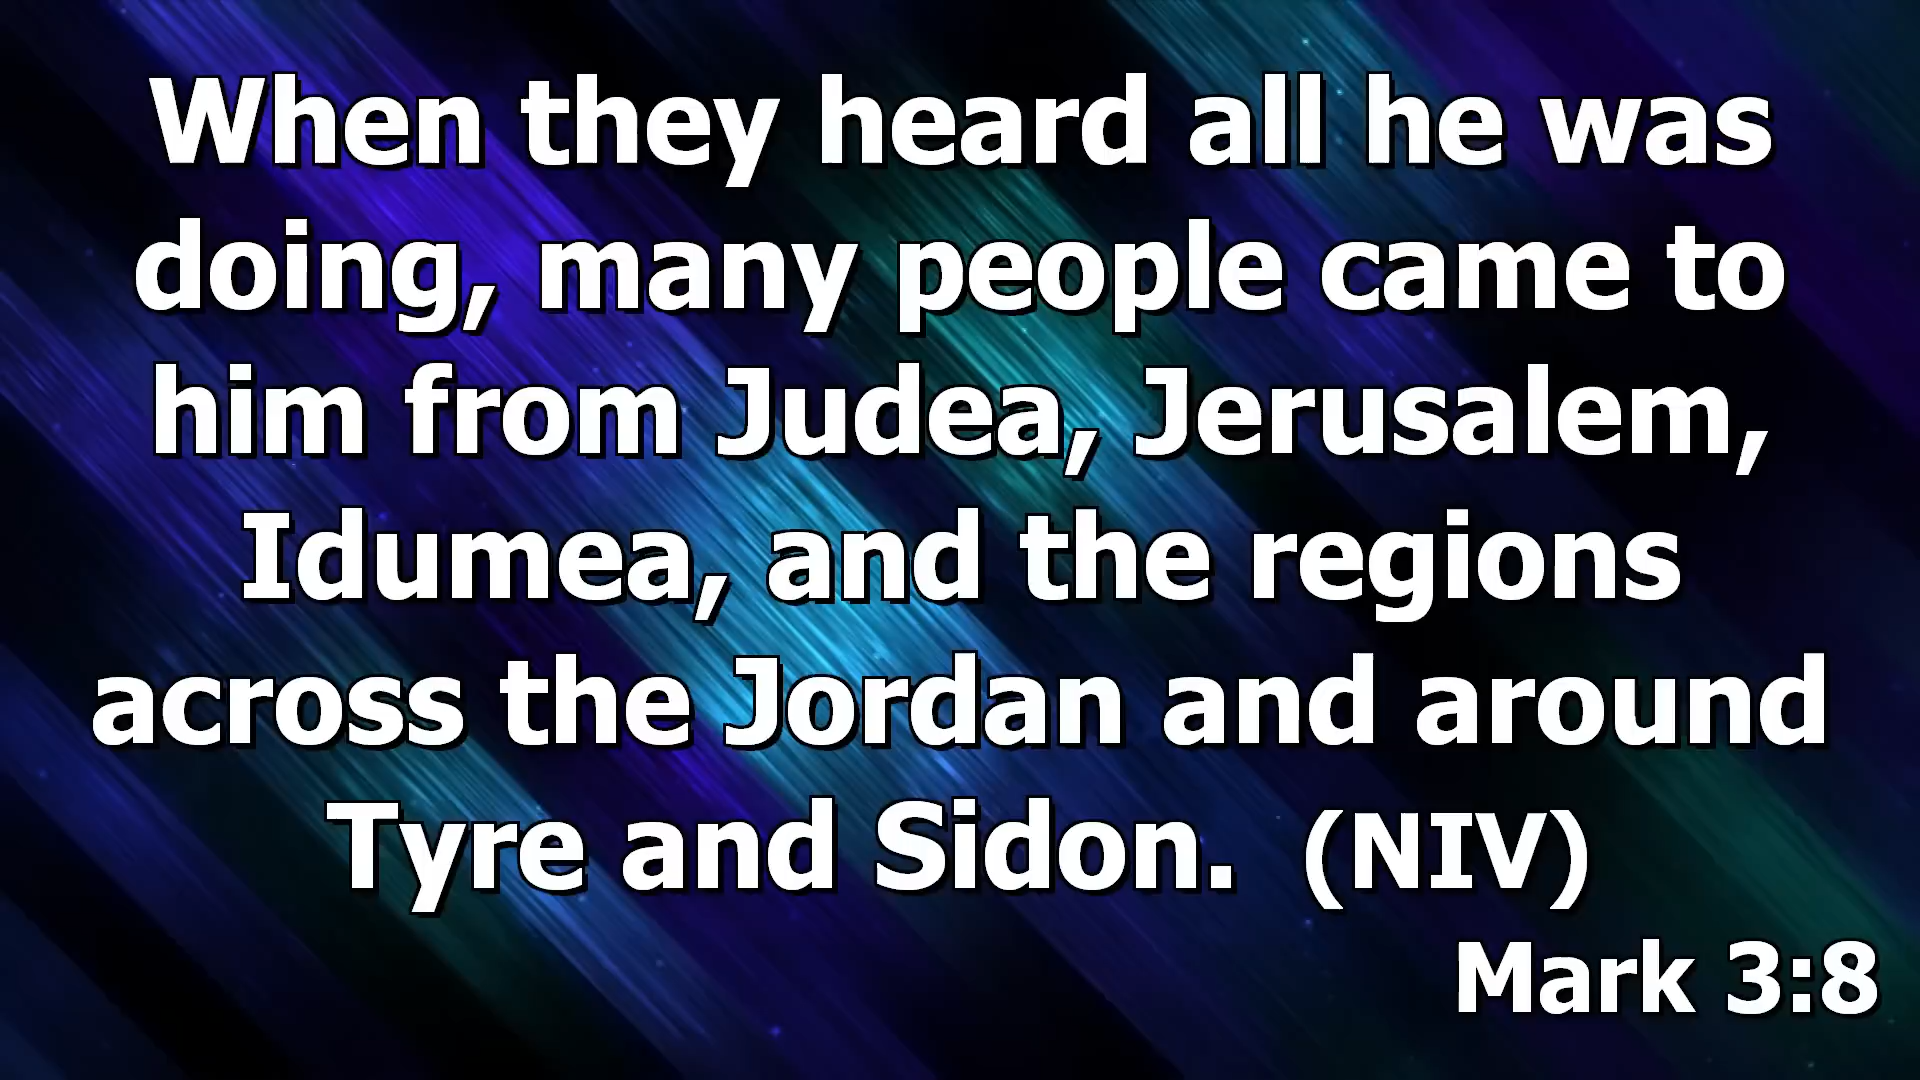 When they heard all he was
doing, many people came to
him from Judea, Jerusalem,
Idumea, and the regions
across the Jordan and around
Tyre and Sidon.  (NIV)
Mark 3:8